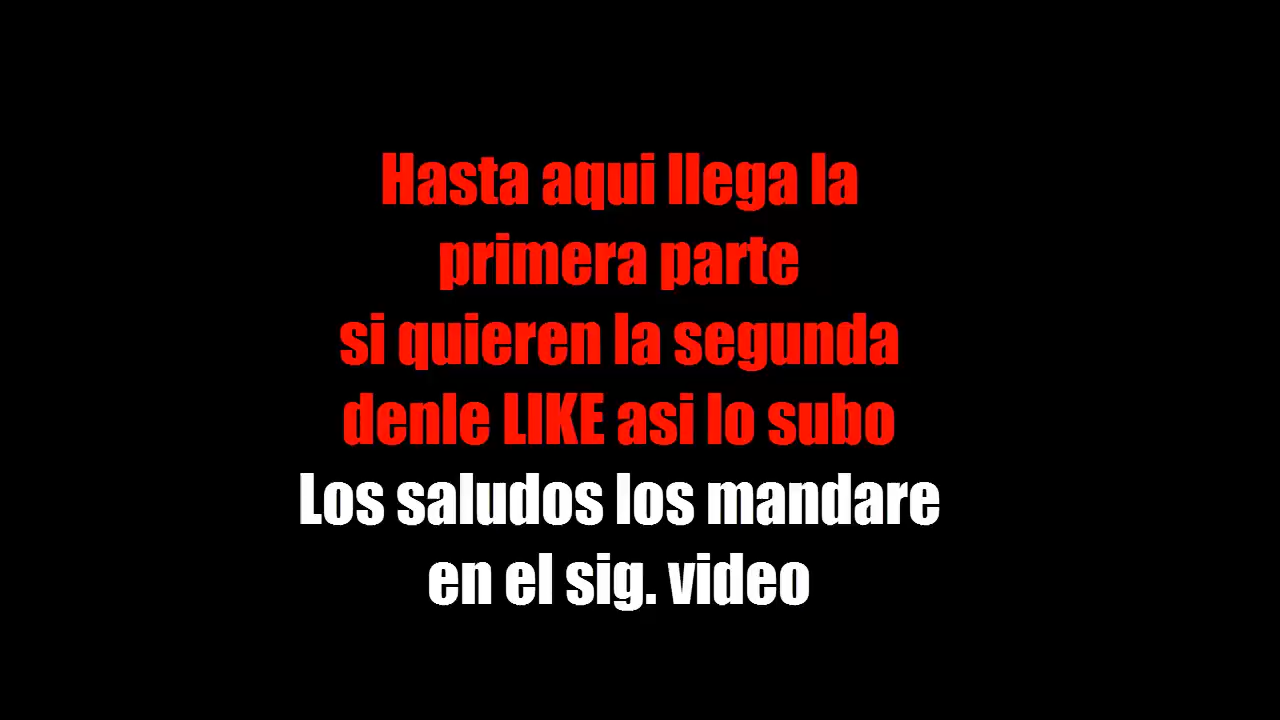 Hasta aqui llega la
primera parte
si quieren la segunda
denle LIKE asi lo subo
Los saludos los mandare
en el sig. video